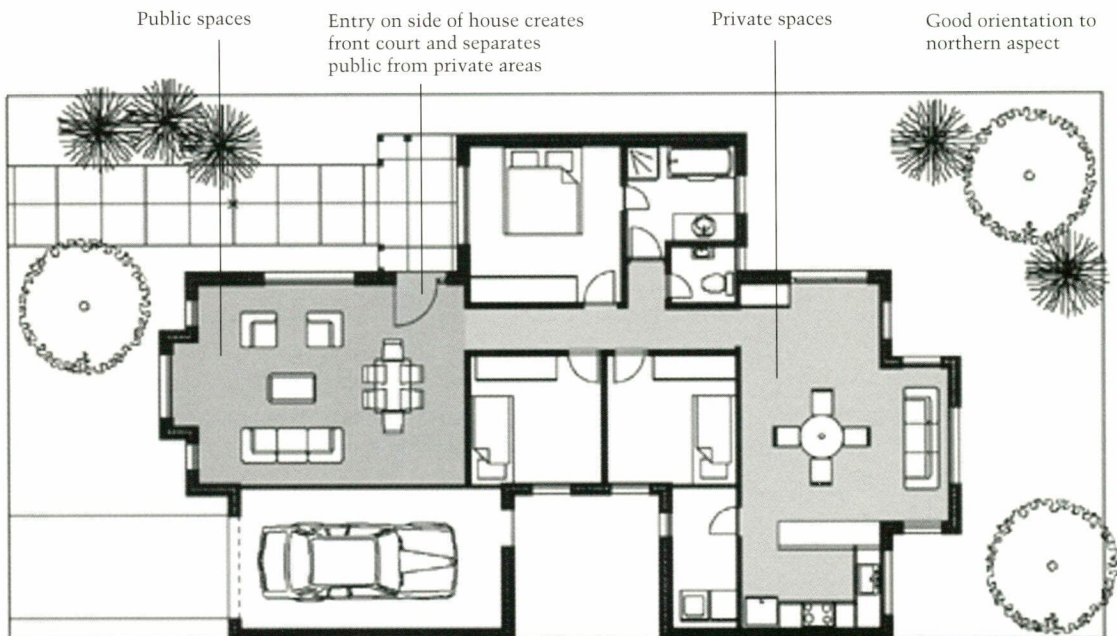 Public spaces
Entry on side of house creates
front court and separates
public from private areas
Private spaces
Good orientation to
northern aspect